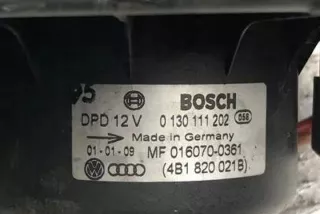 95
BOSCH
DPD 12 V 0 130 111 202 056
Made in Germany
01-01-09 MF 016070-0361
(4B1 820 021B)